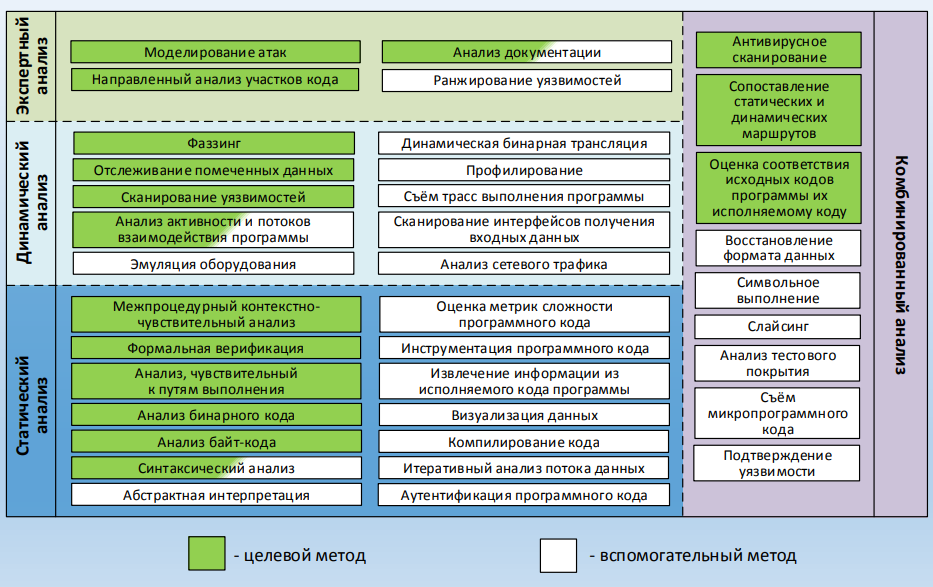 Экспертный
анализ
Моделирование атак
Направленный анализ участков кода
Анализ документации
Ранжирование уязвимостей
Динамический
анализ
Фаззинг
Отслеживание помеченных данных
Сканирование уязвимостей
Анализ активности и потоков
взаимодействия программы
Эмуляция оборудования
Динамическая бинарная трансляция
Профилирование
Съём трасс выполнения программы
Сканирование интерфейсов получения
входных данных
Анализ сетевого трафика
Статический
анализ
Межпроцедурный контекстно-
чувствительный анализ
Формальная верификация
Анализ, чувствительный
к путям выполнения
Анализ бинарного кода
Анализ байт-кода
Синтаксический анализ
Абстрактная интерпретация
Оценка метрик сложности
программного кода
Инструментация программного кода
Извлечение информации из
исполняемого кода программы
Визуализация данных
Компилирование кода
Итеративный анализ потока данных
Аутентификация программного кода
Антивирусное
сканирование
Сопоставление
статических и
динамических
маршрутов
Оценка соответствия
исходных кодов
программы их
исполняемому коду
Восстановление
формата данных
Символьное
выполнение
Слайсинг
Анализ тестового
покрытия
Съём
микропрограммного
кода
Подтверждение
уязвимости
Комбинированный анализ
- целевой метод
- вспомогательный метод